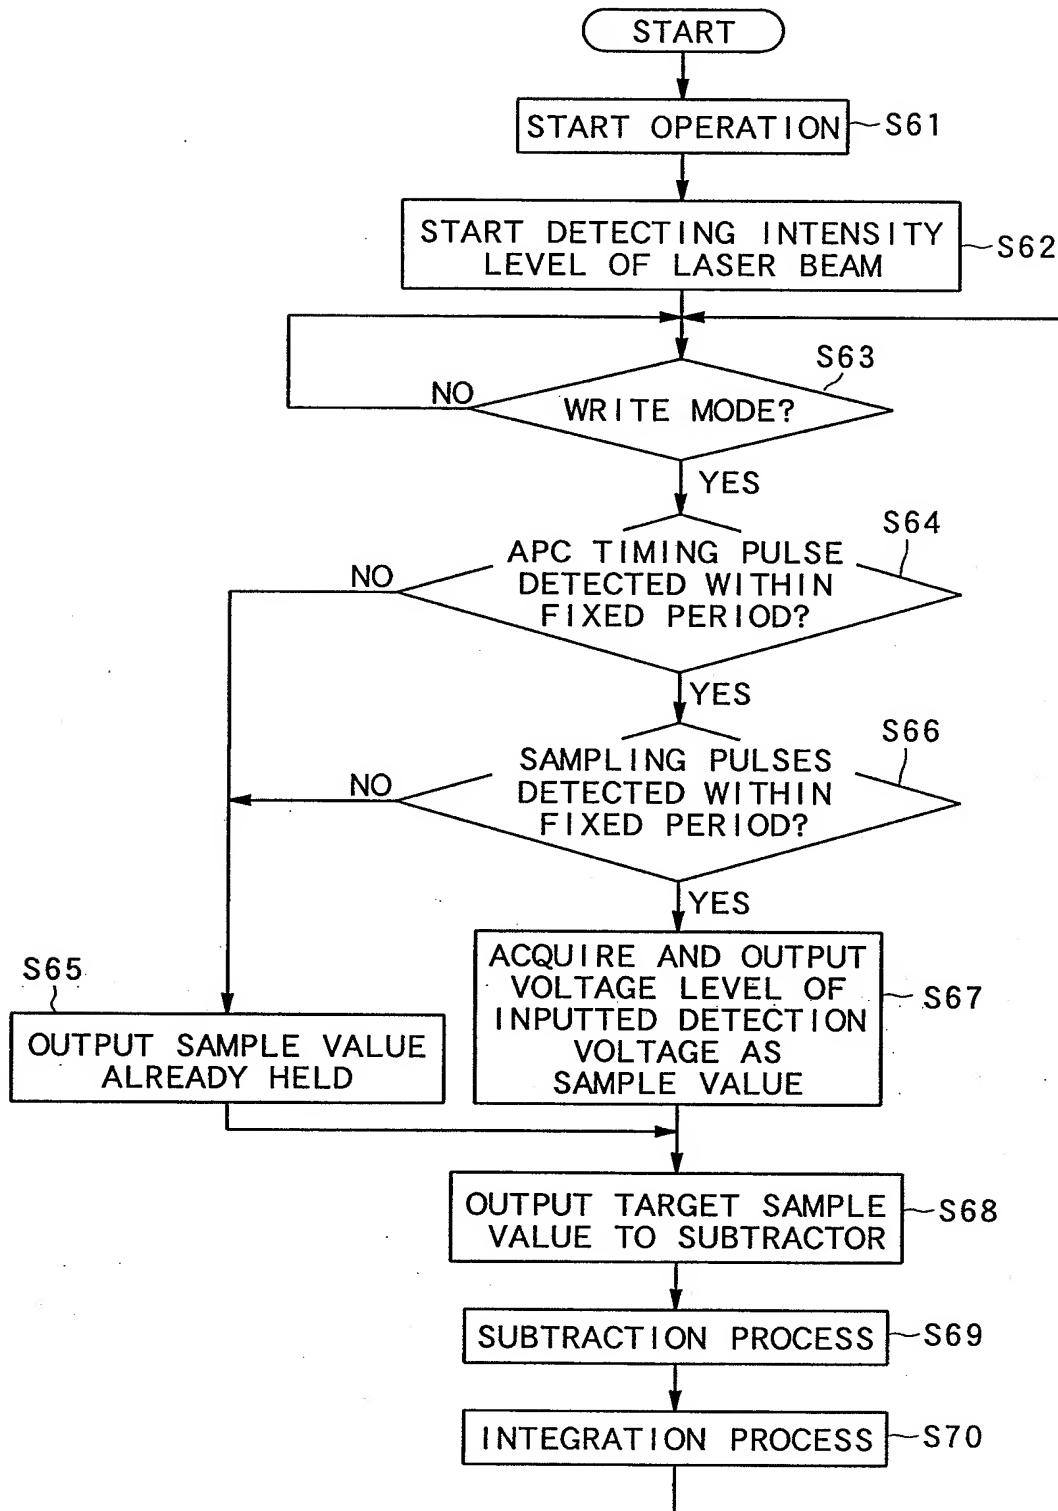 START
START OPERATION
S61
START DETECTING INTENSITY
LEVEL OF LASER BEAM
S62
S63
NO
WRITE MODE?
YES
S64
APC TIMING PULSE
NO
DETECTED WITHIN
FIXED PERIOD?
YES
S66
SAMPLING PULSES
NO
DETECTED WITHIN
FIXED PERIOD?
YES
S65
OUTPUT SAMPLE VALUE
ALREADY HELD
ACQUIRE AND OUTPUT
VOLTAGE LEVEL OF
INPUTTED DETECTION
VOLTAGE AS
SAMPLE VALUE
S67
OUTPUT TARGET SAMPLE
VALUE TO SUBTRACTOR
S68
SUBTRACTION PROCESS
S69
INTEGRATION PROCESS
S70